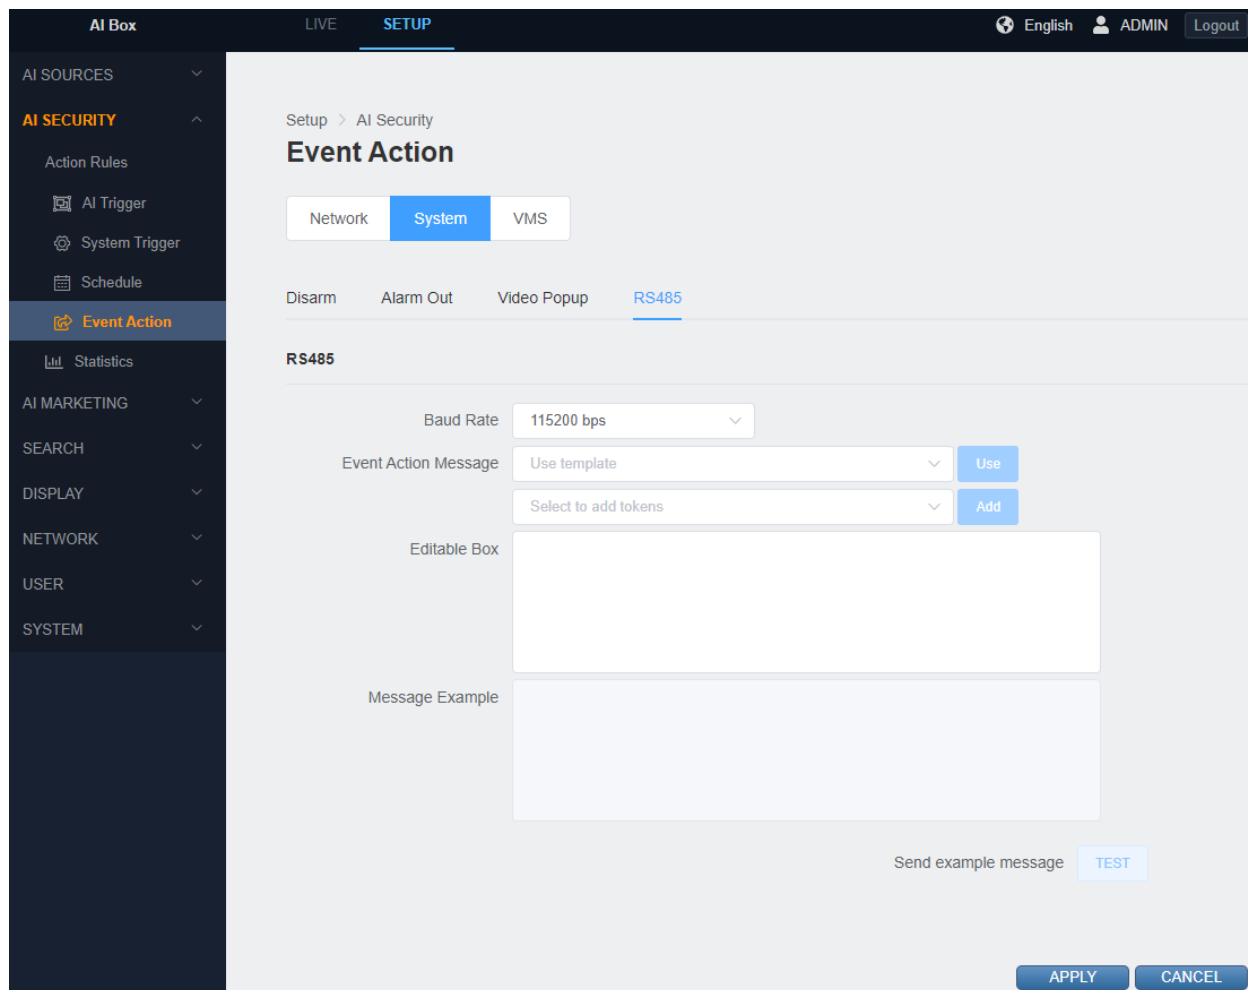 AI Box
LIVE
SETUP
English
ADMIN
Logout
AI SOURCES
AI SECURITY
Action Rules
AI Trigger
System Trigger
Schedule
Event Action
Statistics
AI MARKETING
SEARCH
DISPLAY
NETWORK
USER
SYSTEM
Setup > AI Security
Event Action
Network
System
VMS
Disarm
Alarm Out
Video Popup
RS485
RS485
Baud Rate
115200 bps
Event Action Message
Use template
Use
Select to add tokens
Add
Editable Box
Message Example
Send example message
TEST
APPLY
CANCEL